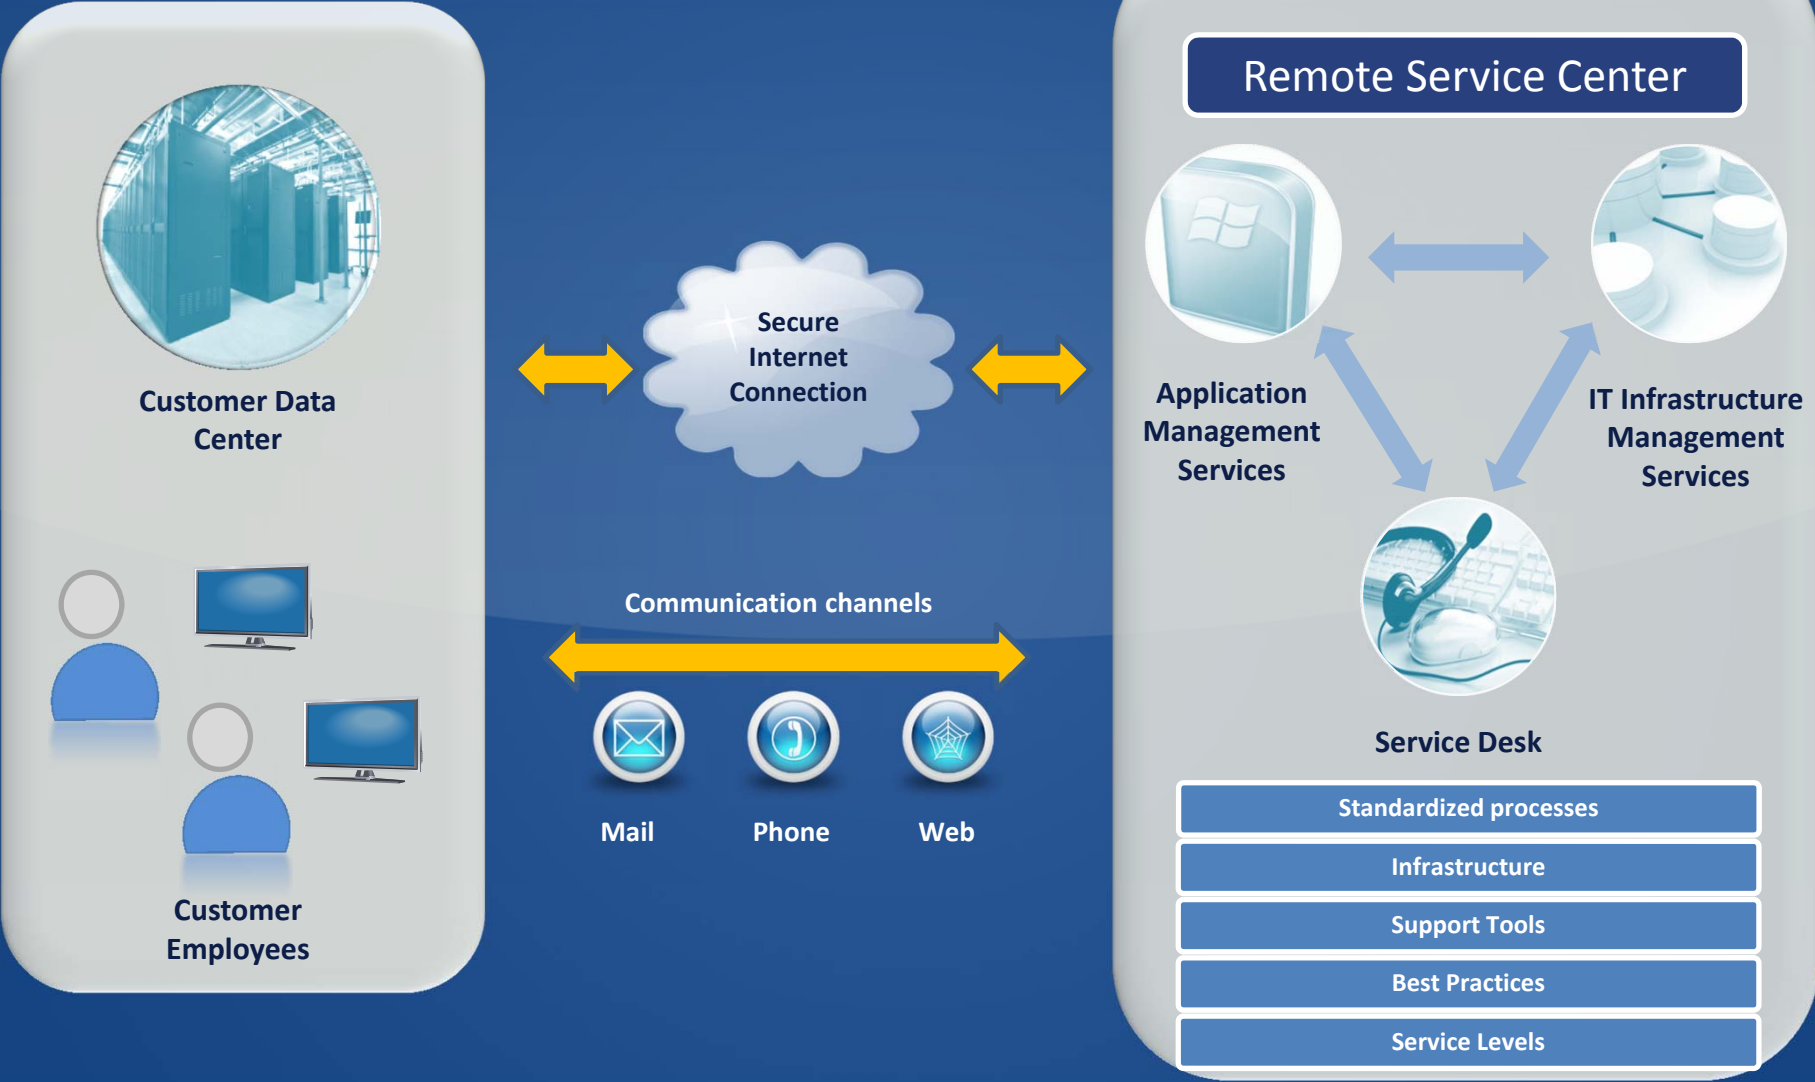 Remote Service Center
Customer Data
Center
Secure
Internet
Connection
Application
Management
Services
IT Infrastructure
Management
Services
Communication channels
Mail
Phone
Web
Service Desk
Customer
Employees
Standardized processes
Infrastructure
Support Tools
Best Practices
Service Levels